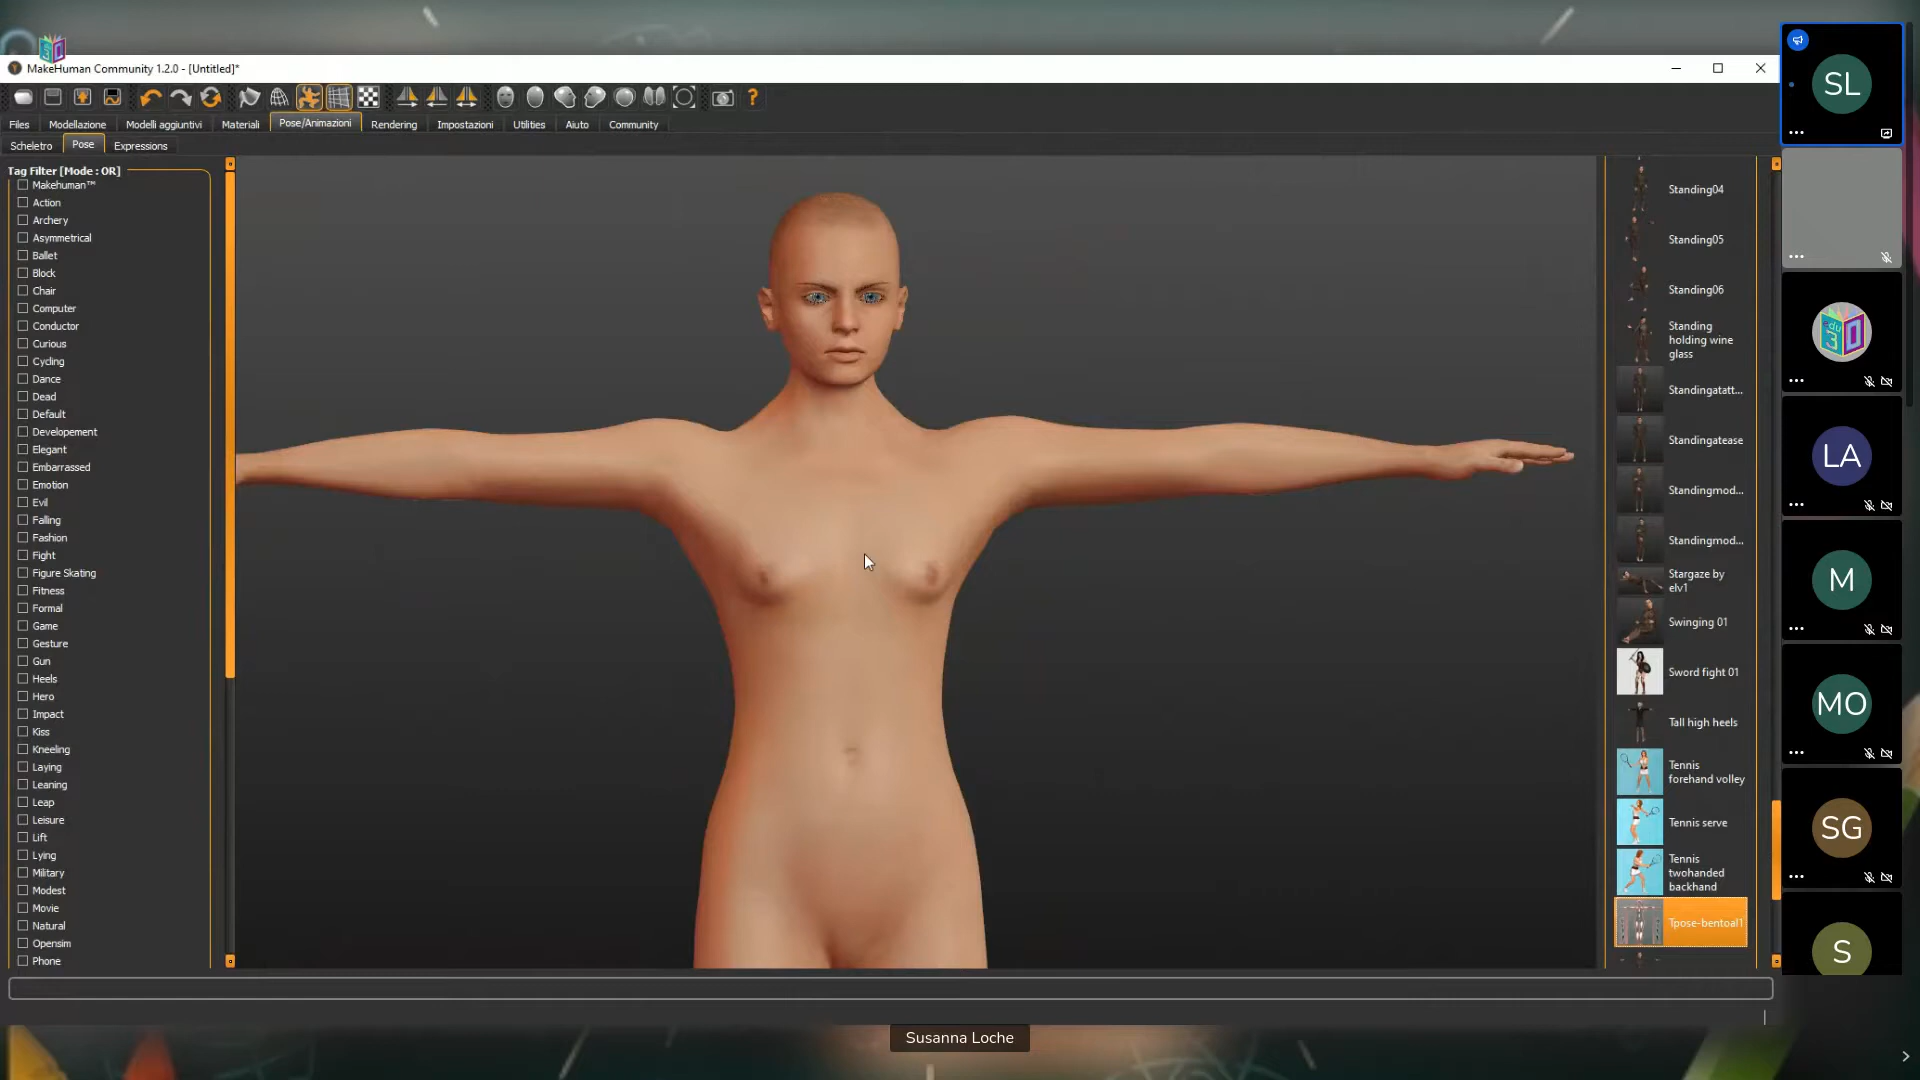 MakeHuman Community 1.2.0 - [Untitled]*
Files
Modellazione
Modelli aggiuntivi
Materiali
Pose/Animazioni
Rendering
Impostazioni
Utilities
Aiuto
Community
Scheletro
Pose
Expressions
Tag Filter [Mode : OR]
Makehuman™
Action
Archery
Asymmetrical
Ballet
Block
Chair
Computer
Conductor
Curious
Cycling
Dance
Dead
Default
Developement
Elegant
Embarrassed
Emotion
Evil
Falling
Fashion
Fight
Figure Skating
Fitness
Formal
Game
Gesture
Gun
Heels
Hero
Impact
Kiss
Kneeling
Laying
Leaning
Leap
Leisure
Lift
Lying
Military
Modest
Movie
Natural
Opensim
Phone
Standing04
Standing05
Standing06
Standing
holding wine
glass
Standingatatt...
Standingatease
Standingmod...
Standingmod...
Stargaze by
elv1
Swinging 01
Sword fight 01
Tall high heels
Tennis
forehand volley
Tennis serve
Tennis
twohanded
backhand
Tpose-bentoal1
SL
edu
3D
LA
M
MO
SG
S
Susanna Loche